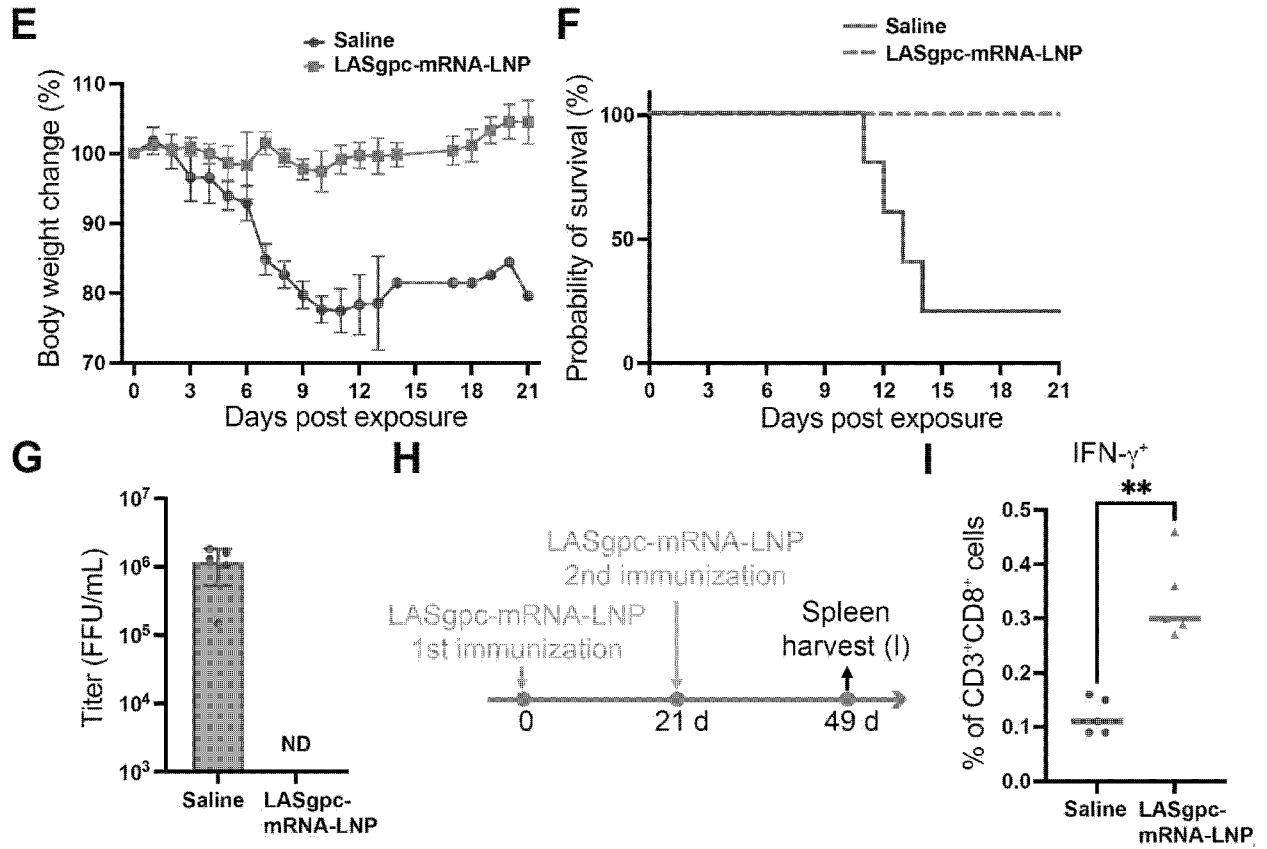 E
Saline
LASgpc-mRNA-LNP
Body weight change (%)
110
100
90
80
70
0 3 6 9 12 15 18 21
Days post exposure
F
Saline
LASgpc-mRNA-LNP
Probability of survival (%)
100
50
0
0 3 6 9 12 15 18 21
Days post exposure
G
Titer (FFU/mL)
10⁷
10⁶
10⁵
10⁴
10³
ND
Saline
LASgpc-
mRNA-LNP
H
LASgpc-mRNA-LNP
2nd immunization
LASgpc-mRNA-LNP
1st immunization
Spleen
harvest (I)
0 21 d 49 d
I
IFN-γ⁺
**
% of CD3⁺CD8⁺ cells
0.5
0.4
0.3
0.2
0.1
0.0
Saline
LASgpc-
mRNA-LNP